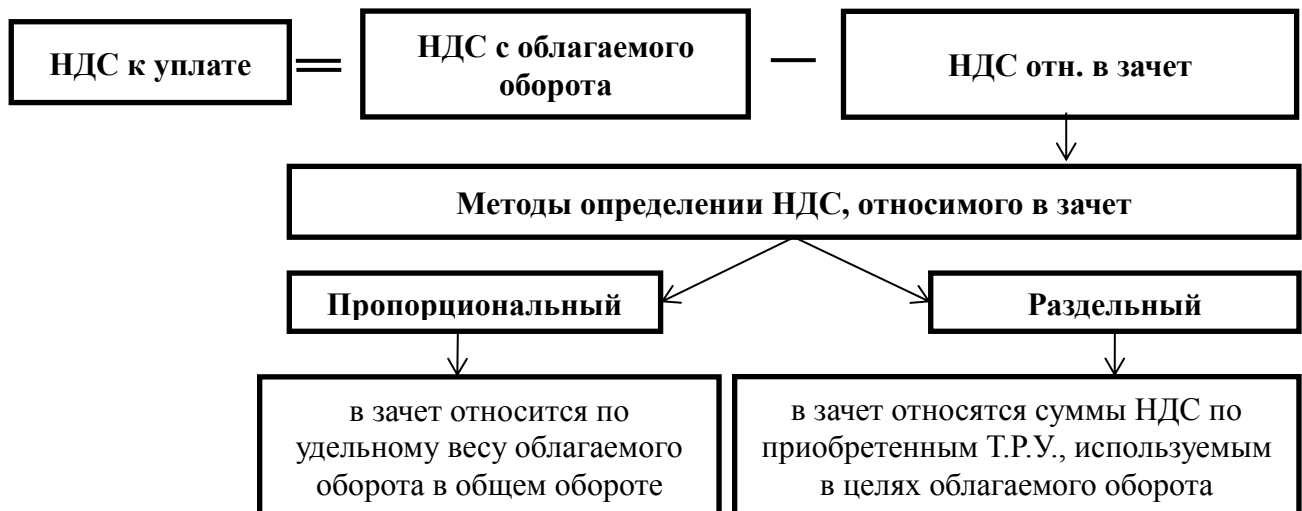 НДС к уплате
=
НДС с облагаемого
оборота
—
НДС отн. в зачет
Методы определении НДС, относимого в зачет
Пропорциональный
Раздельный
в зачет относится по
удельному весу облагаемого
оборота в общем обороте
в зачет относятся суммы НДС по
приобретенным Т.Р.У., используемым
в целях облагаемого оборота